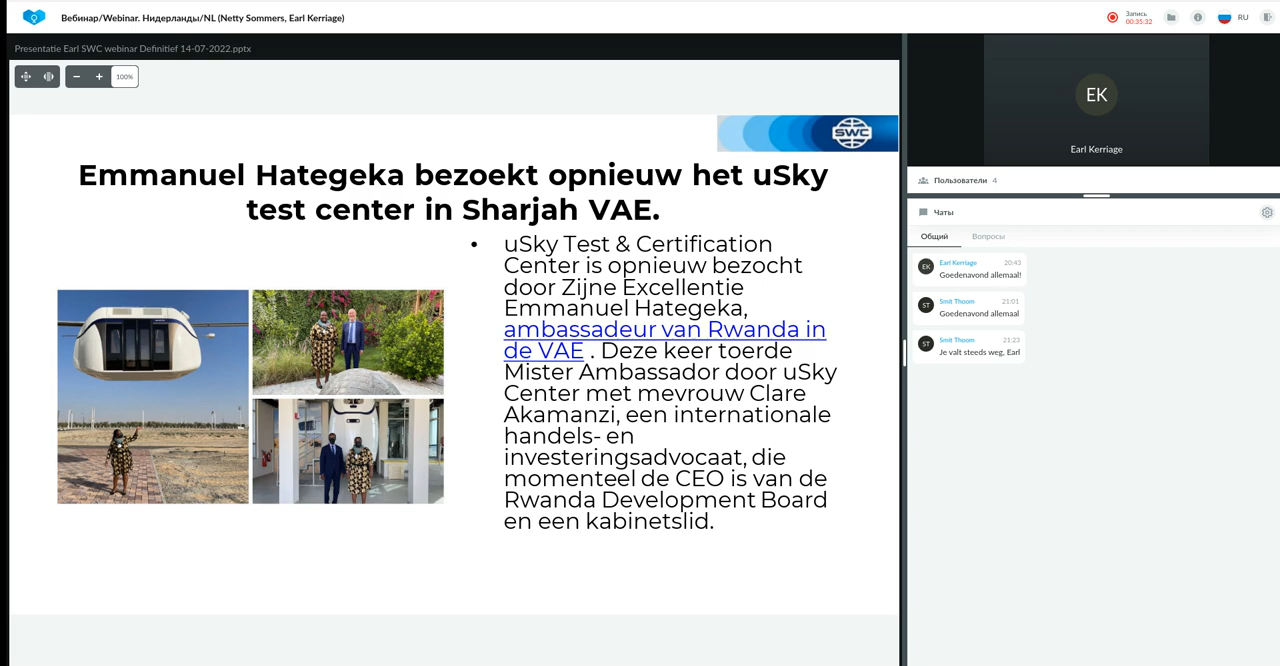 Вебинар/Webinar. Нидерланды/NL (Netty Sommers, Earl Kerriage)
Запись
00:35:32
RU
Presentatie Earl SWC webinar Definitief 14-07-2022.pptx
100%
SWC
Emmanuel Hategeka bezoekt opnieuw het uSky
test center in Sharjah VAE.
• uSky Test & Certification
Center is opnieuw bezocht
door Zijne Excellentie
Emmanuel Hategeka,
ambassadeur van Rwanda in
de VAE . Deze keer toerde
Mister Ambassador door uSky
Center met mevrouw Clare
Akamanzi, een internationale
handels- en
investeringsadvocaat, die
momenteel de CEO is van de
Rwanda Development Board
en een kabinetslid.
EK
Earl Kerriage
Пользователи 4
Чаты
Общий
Вопросы
EK
Earl Kerriage 20:43
Goedenavond allemaal!
ST
Smit Thoom 21:01
Goedenavond allemaal
ST
Smit Thoom 21:23
Je valt steeds weg, Earl